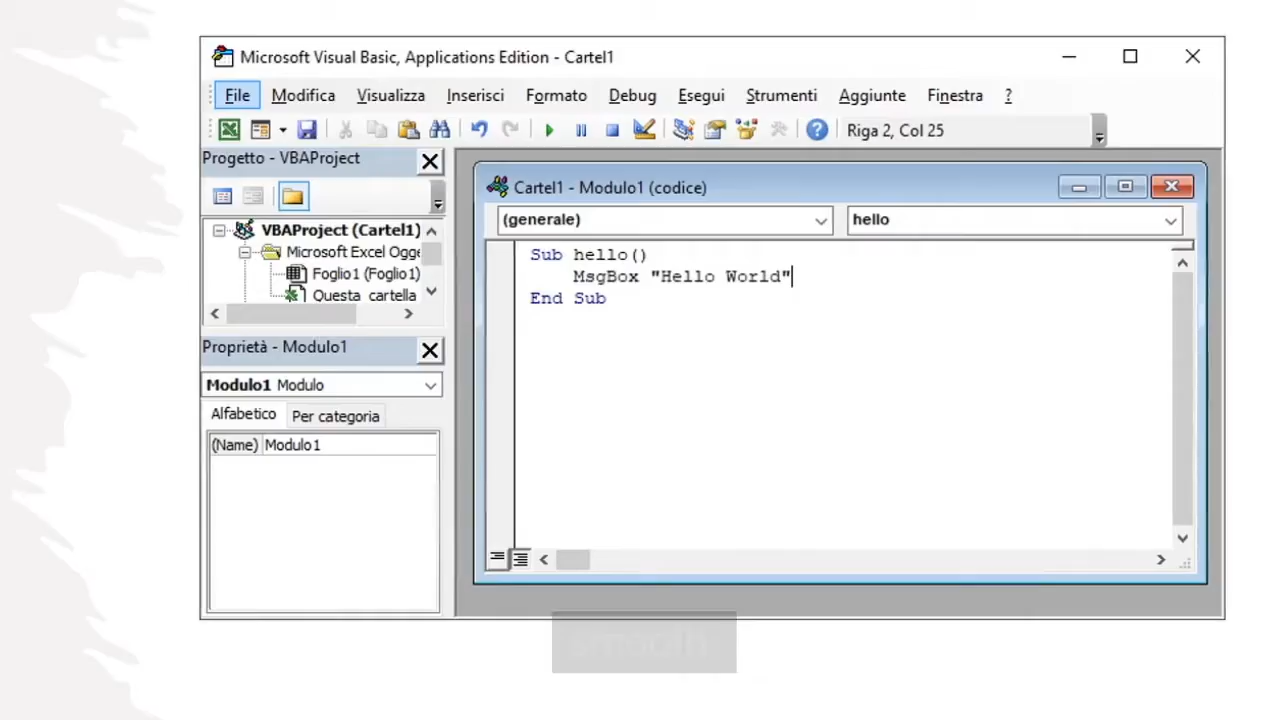 Microsoft Visual Basic, Applications Edition - Cartel1
File Modifica Visualizza Inserisci Formato Debug Esegui Strumenti Aggiunte Finestra ?
Riga 2, Col 25
Progetto - VBAProject
VBAProject (Cartel1)
Microsoft Excel Ogge
Foglio1 (Foglio1)
Questa_cartella
Proprietà - Modulo1
Modulo1 Modulo
Alfabetico Per categoria
(Name) Modulo1
Cartel1 - Modulo1 (codice)
(generale) hello
Sub hello()
MsgBox "Hello World"
End Sub